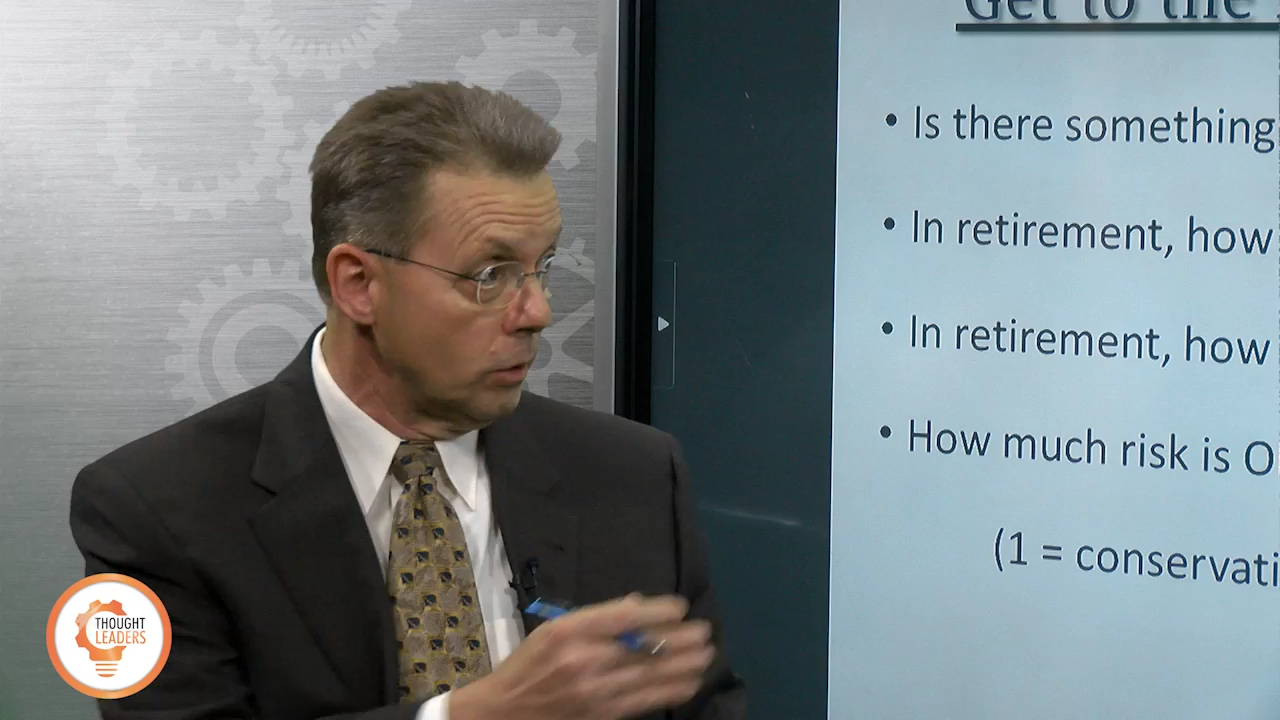 Get to the
• Is there something
• In retirement, how
• In retirement, how
• How much risk is O
(1 = conservati
THOUGHT
LEADERS